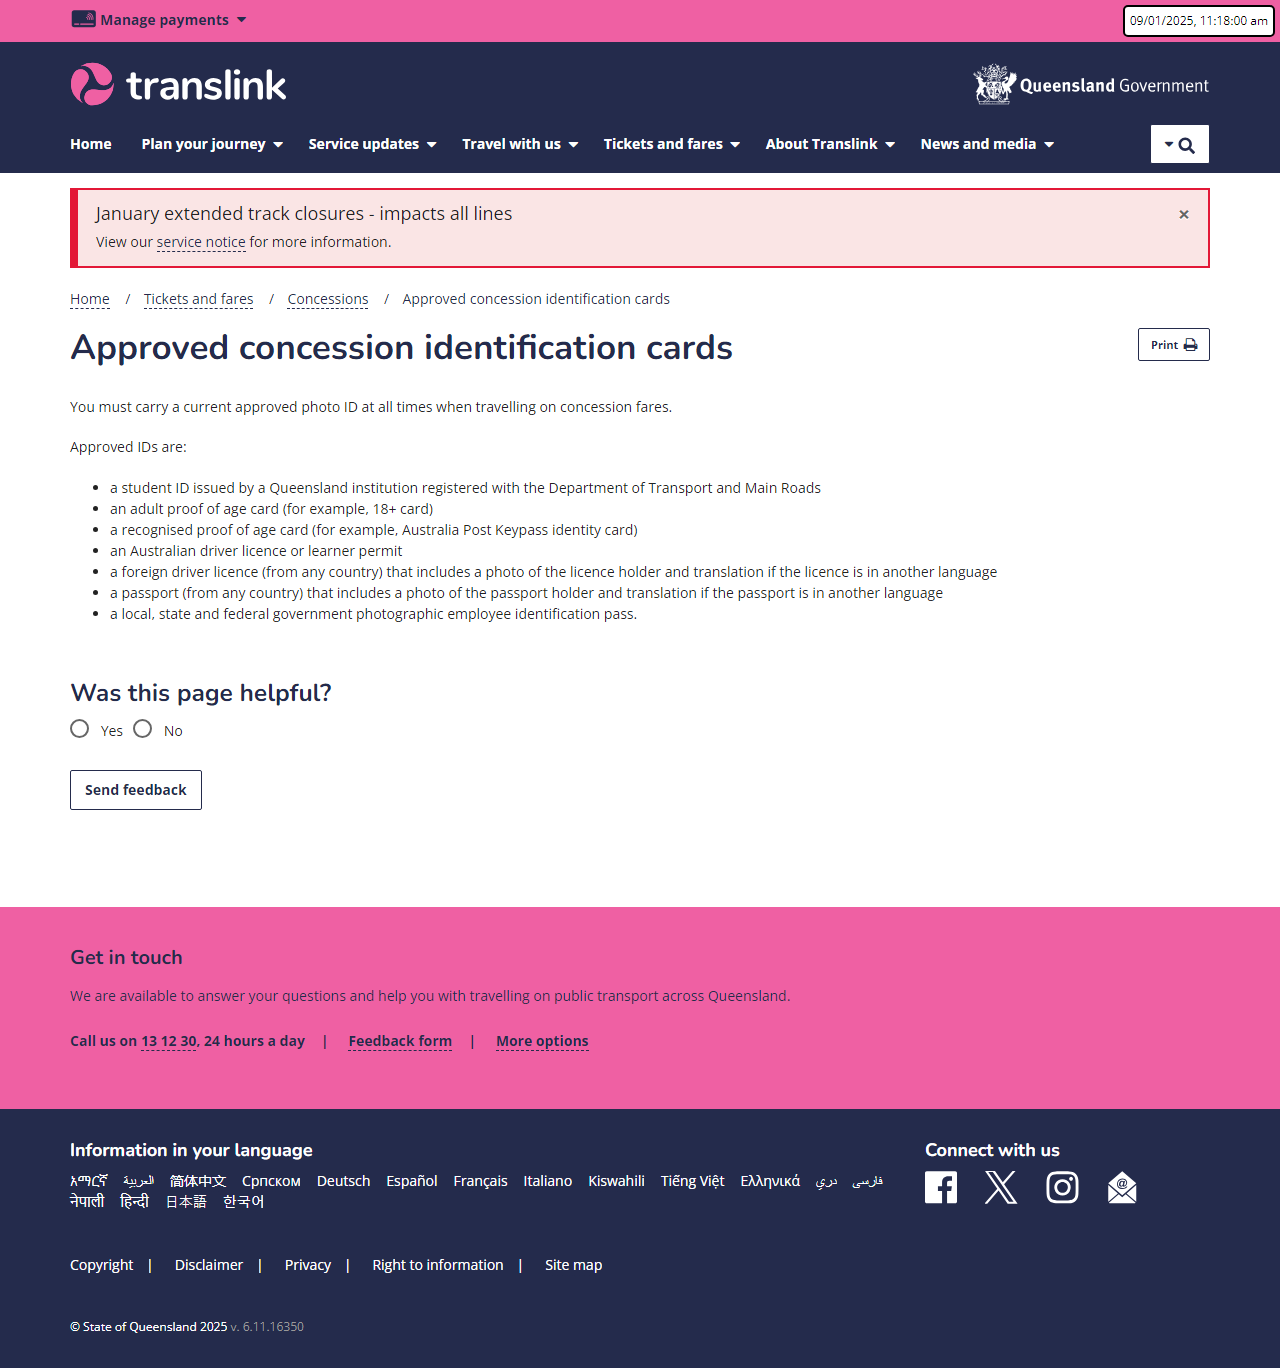 Manage payments
09/01/2025, 11:18:00 am
translink
Queensland Government
Home Plan your journey Service updates Travel with us Tickets and fares About Translink News and media
January extended track closures - impacts all lines
×
View our service notice for more information.
Home / Tickets and fares / Concessions / Approved concession identification cards
Approved concession identification cards
Print
You must carry a current approved photo ID at all times when travelling on concession fares.
Approved IDs are:
• a student ID issued by a Queensland institution registered with the Department of Transport and Main Roads
• an adult proof of age card (for example, 18+ card)
• a recognised proof of age card (for example, Australia Post Keypass identity card)
• an Australian driver licence or learner permit
• a foreign driver licence (from any country) that includes a photo of the licence holder and translation if the licence is in another language
• a passport (from any country) that includes a photo of the passport holder and translation if the passport is in another language
• a local, state and federal government photographic employee identification pass.
Was this page helpful?
Yes No
Send feedback
Get in touch
We are available to answer your questions and help you with travelling on public transport across Queensland.
Call us on 13 12 30, 24 hours a day | Feedback form | More options
Information in your language
አማርኛ العربية 简体中文 Српском Deutsch Español Français Italiano Kiswahili Tiếng Việt Ελληνικά دري فارسی
नेपाली हिन्दी 日本語 한국어
Connect with us
Copyright | Disclaimer | Privacy | Right to information | Site map
© State of Queensland 2025 v. 6.11.16350